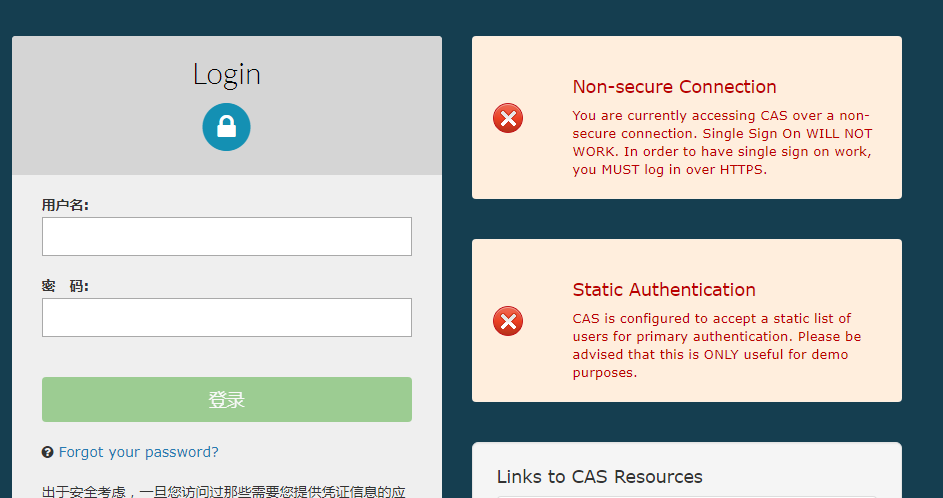 Login
用户名:
密　码:
登录
Forgot your password?
出于安全考虑，一旦您访问过那些需要您提供凭证信息的应
Non-secure Connection
You are currently accessing CAS over a non-
secure connection. Single Sign On WILL NOT
WORK. In order to have single sign on work,
you MUST log in over HTTPS.
Static Authentication
CAS is configured to accept a static list of
users for primary authentication. Please be
advised that this is ONLY useful for demo
purposes.
Links to CAS Resources